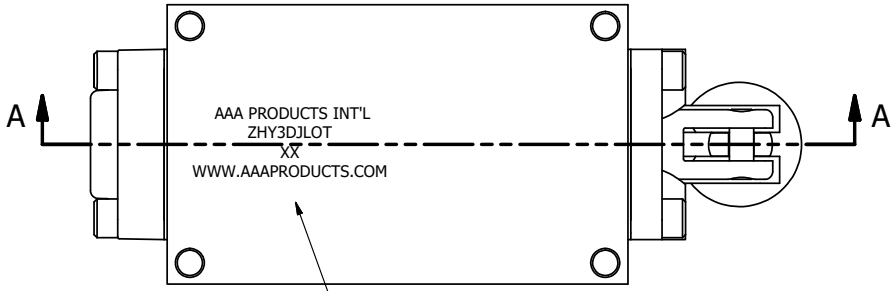 AAA PRODUCTS INT'L
ZHY3DJLOT
XX
WWW.AAAPRODUCTS.COM
A
A